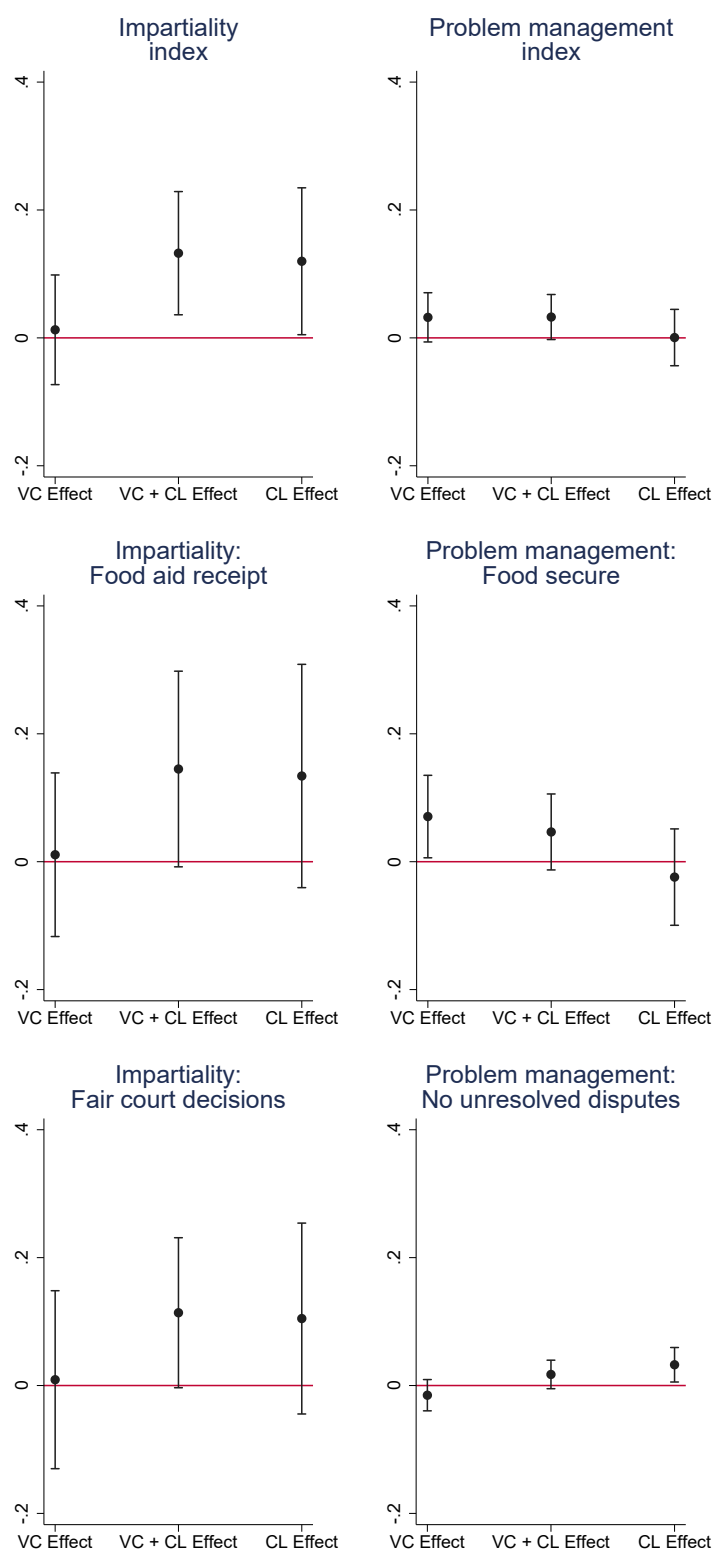 Impartiality
index
.4
.2
0
-.2
VC Effect VC + CL Effect CL Effect
Problem management
index
.4
.2
0
-.2
VC Effect VC + CL Effect CL Effect
Impartiality:
Food aid receipt
.4
.2
0
-.2
VC Effect VC + CL Effect CL Effect
Problem management:
Food secure
.4
.2
0
-.2
VC Effect VC + CL Effect CL Effect
Impartiality:
Fair court decisions
.4
.2
0
-.2
VC Effect VC + CL Effect CL Effect
Problem management:
No unresolved disputes
.4
.2
0
-.2
VC Effect VC + CL Effect CL Effect